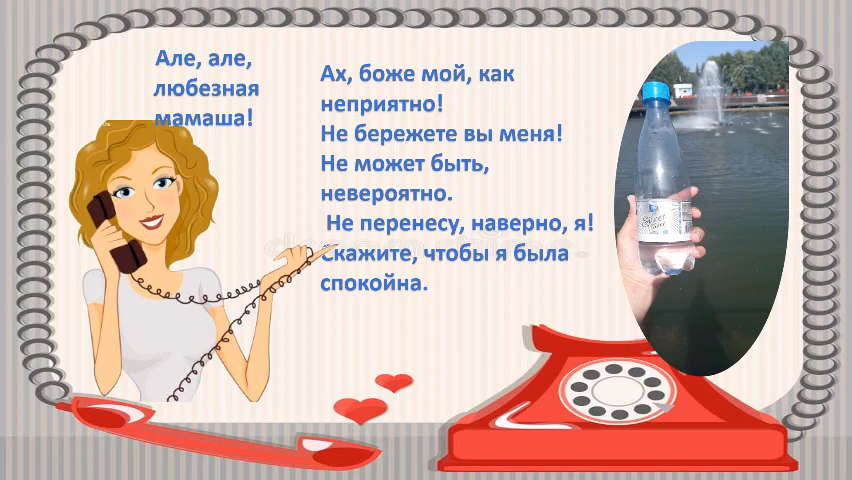 Але, але,
любезная
мамаша!
Ах, боже мой, как
неприятно!
Не бережете вы меня!
Не может быть,
невероятно.
Не перенесу, наверно, я!
Скажите, чтобы я была
спокойна.
Silver